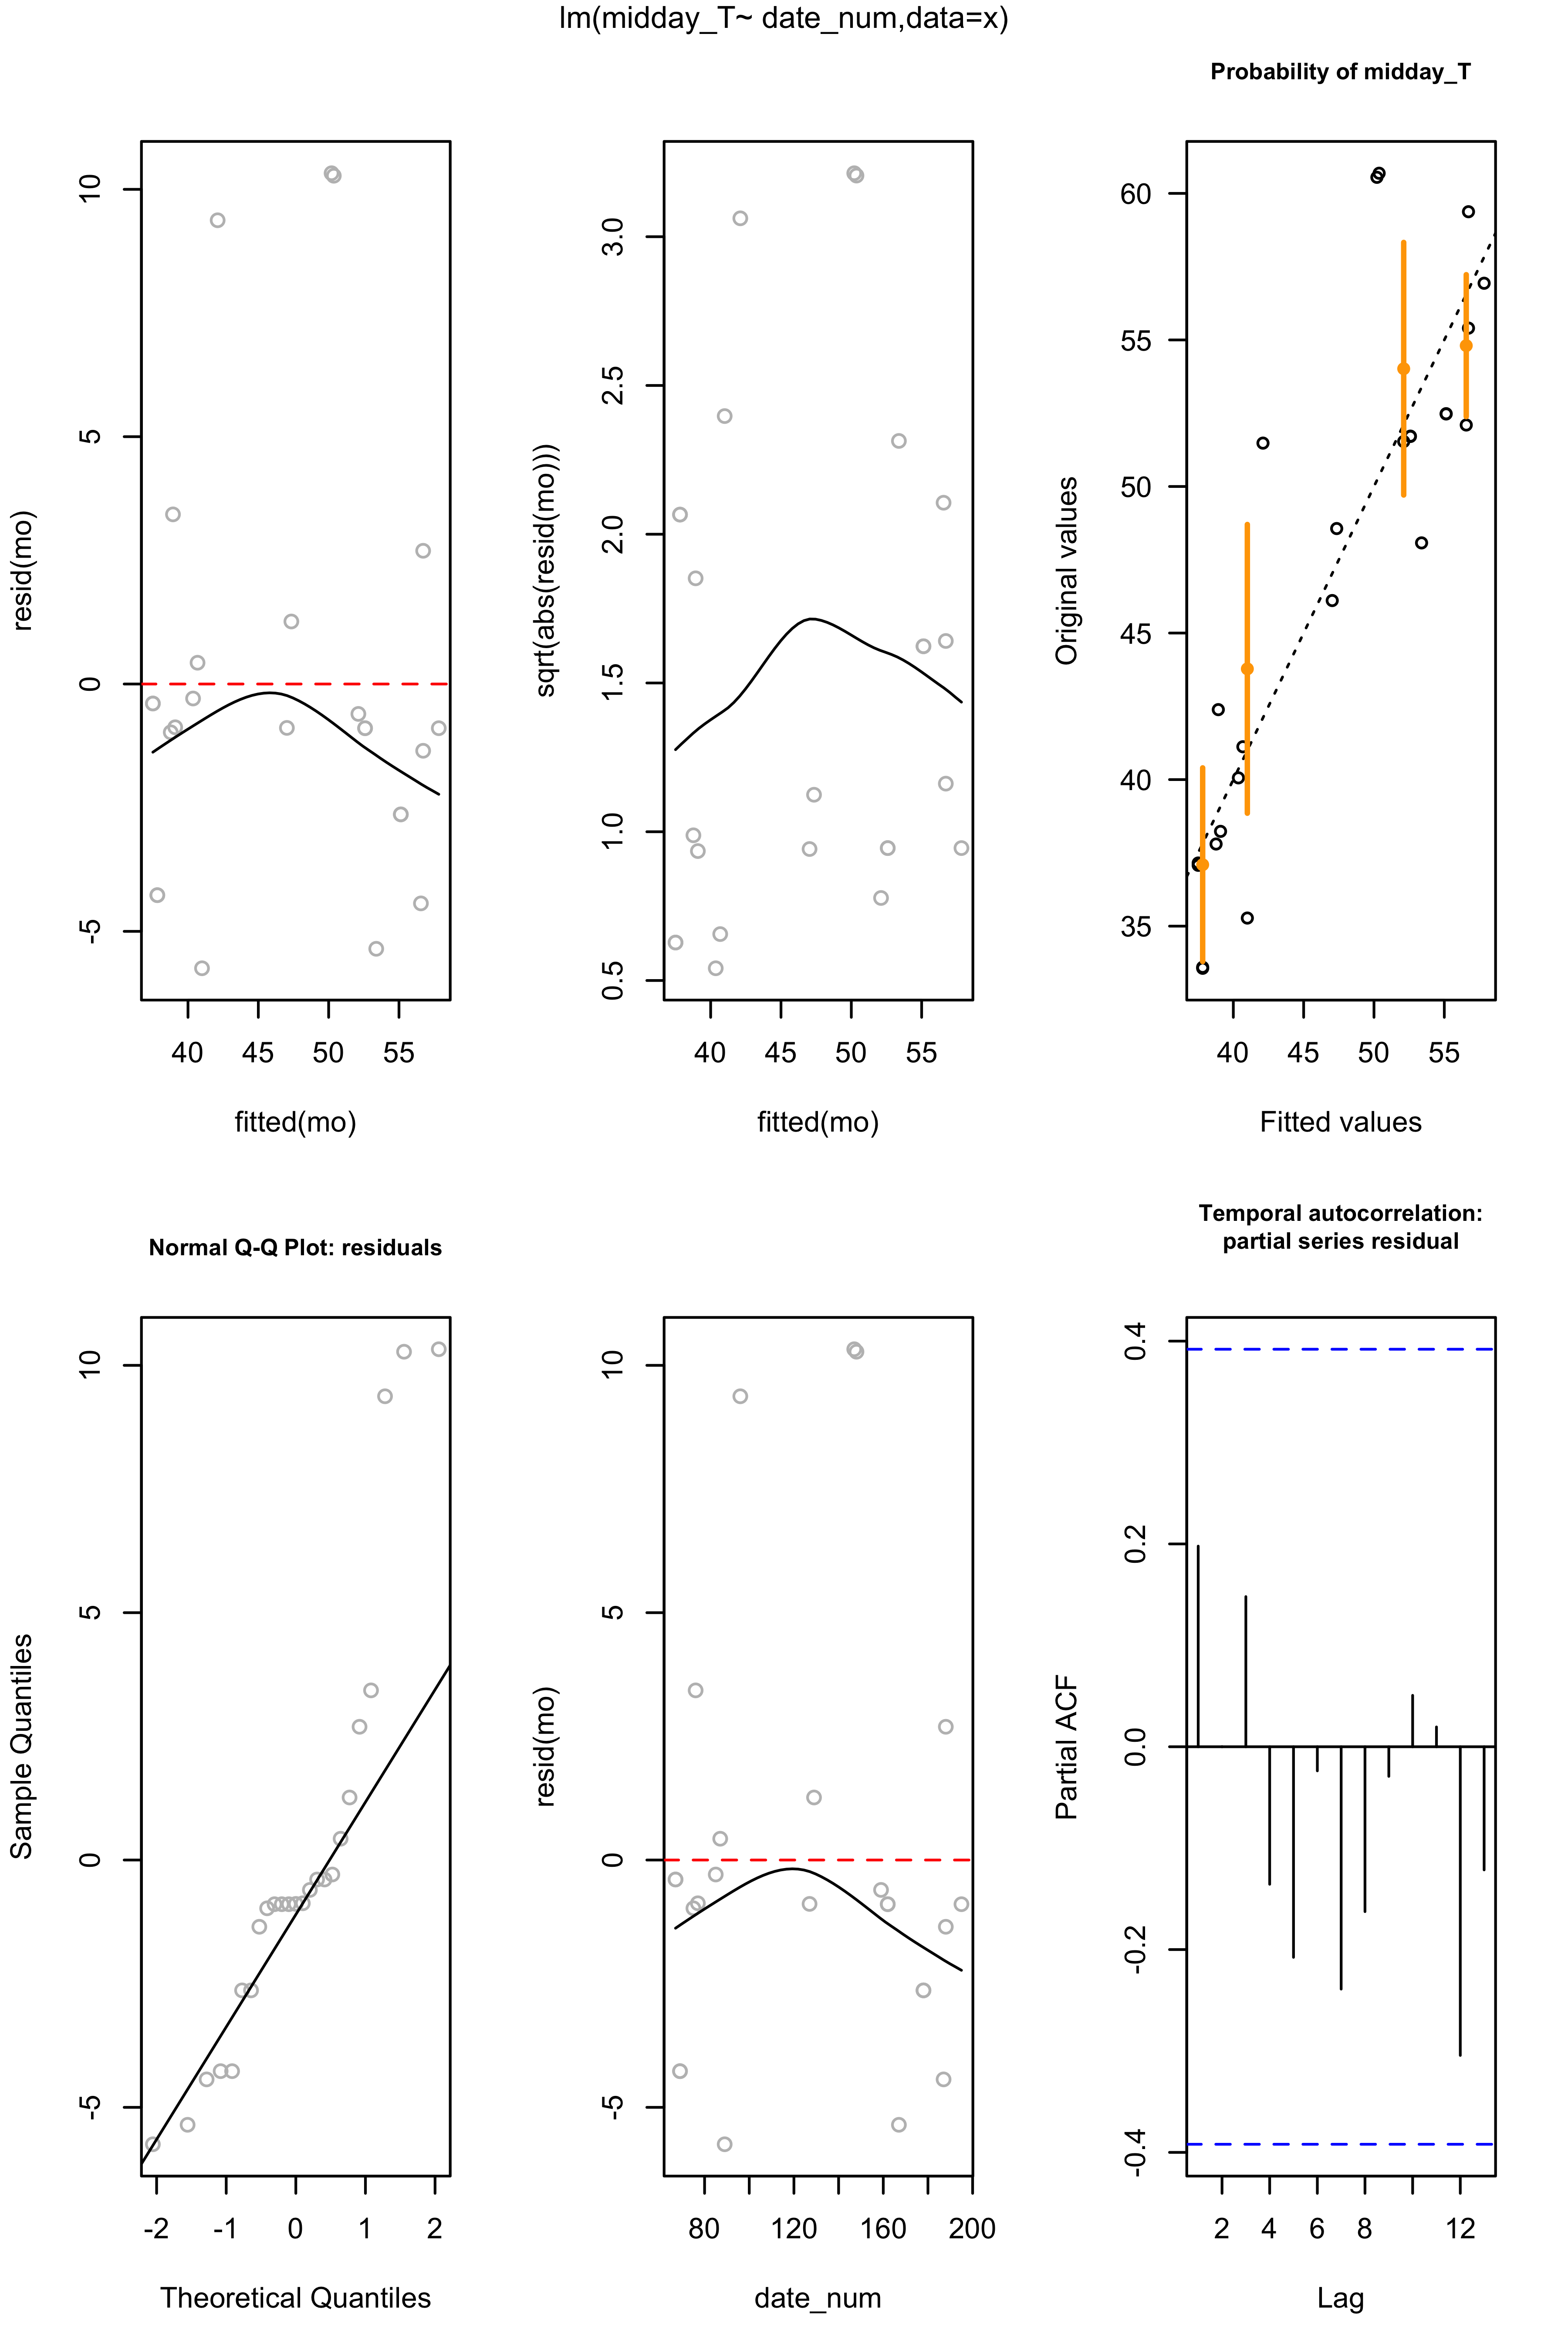 lm(midday_T~ date_num,data=x)
resid(mo)
10
5
0
-5
40 45 50 55
fitted(mo)
sqrt(abs(resid(mo)))
3.0
2.5
2.0
1.5
1.0
0.5
40 45 50 55
fitted(mo)
Probability of midday_T
Original values
60
55
50
45
40
35
40 45 50 55
Fitted values
Normal Q-Q Plot: residuals
Sample Quantiles
10
5
0
-5
-2 -1 0 1 2
Theoretical Quantiles
resid(mo)
10
5
0
-5
80 120 160 200
date_num
Temporal autocorrelation:
partial series residual
Partial ACF
0.4
0.2
0.0
-0.2
-0.4
2 4 6 8 12
Lag